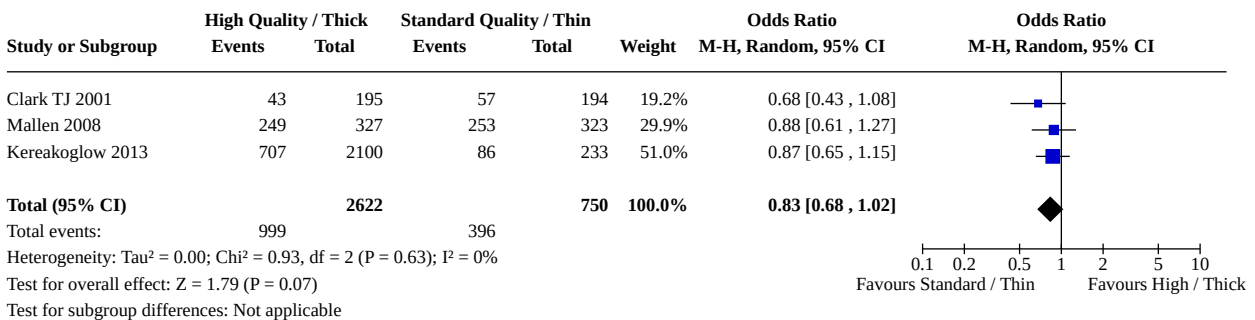 High Quality / Thick Standard Quality / Thin Odds Ratio Odds Ratio
Study or Subgroup Events Total Events Total Weight M-H, Random, 95% CI M-H, Random, 95% CI
Clark TJ 2001 43 195 57 194 19.2% 0.68 [0.43 , 1.08]
Mallen 2008 249 327 253 323 29.9% 0.88 [0.61 , 1.27]
Kereakoglow 2013 707 2100 86 233 51.0% 0.87 [0.65 , 1.15]
Total (95% CI) 2622 750 100.0% 0.83 [0.68 , 1.02]
Total events: 999 396
Heterogeneity: Tau² = 0.00; Chi² = 0.93, df = 2 (P = 0.63); I² = 0%
0.1 0.2 0.5 1 2 5 10
Test for overall effect: Z = 1.79 (P = 0.07) Favours Standard / Thin Favours High / Thick
Test for subgroup differences: Not applicable